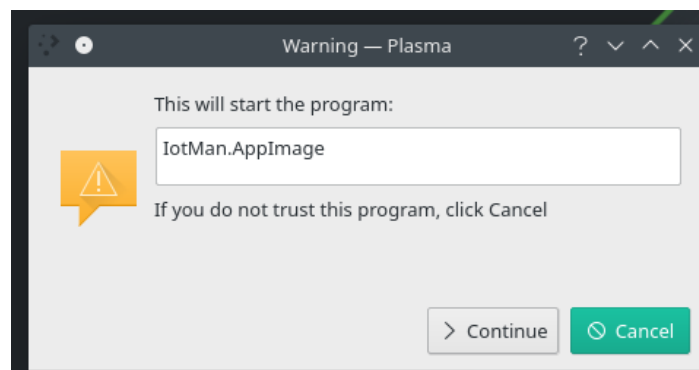 Warning — Plasma
This will start the program:
IotMan.AppImage
If you do not trust this program, click Cancel
Continue
Cancel